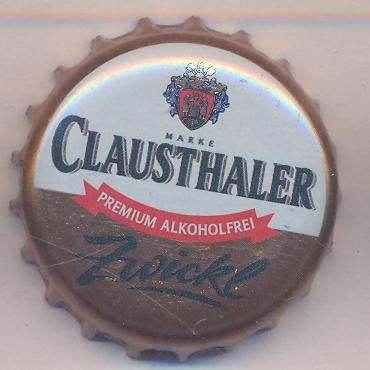 MARKE
CLAUSTHALER
PREMIUM ALKOHOLFREI
Zwickl